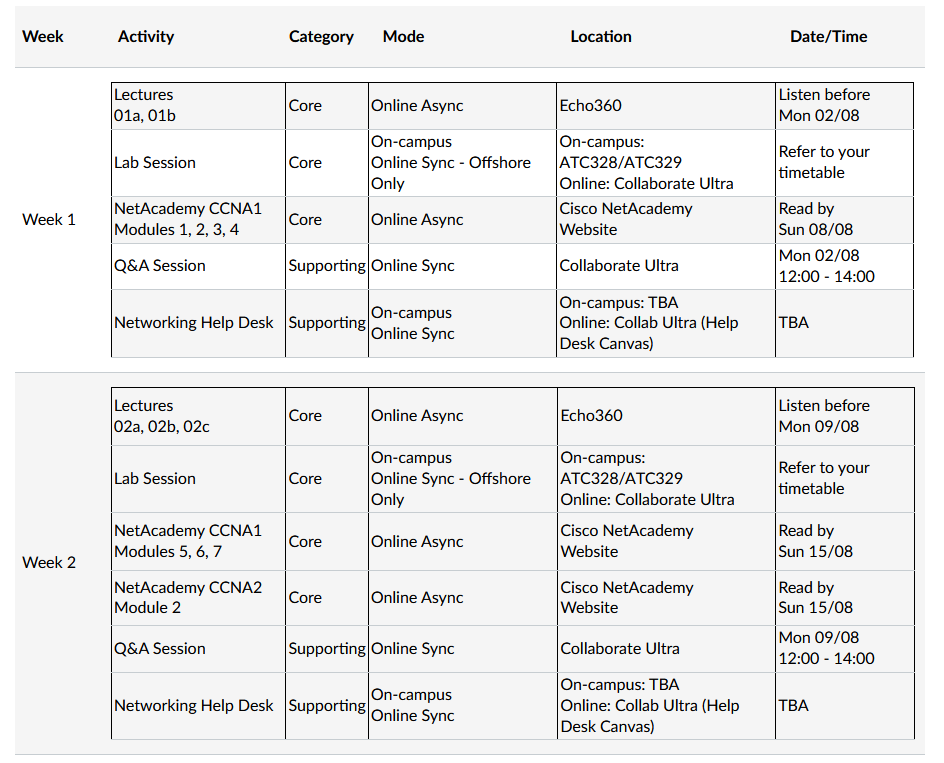 Week Activity Category Mode Location Date/Time
Week 1
Lectures
01a, 01b
Core
Online Async
Echo360
Listen before
Mon 02/08
Lab Session
Core
On-campus
Online Sync - Offshore
Only
On-campus:
ATC328/ATC329
Online: Collaborate Ultra
Refer to your
timetable
NetAcademy CCNA1
Modules 1, 2, 3, 4
Core
Online Async
Cisco NetAcademy
Website
Read by
Sun 08/08
Q&A Session
Supporting
Online Sync
Collaborate Ultra
Mon 02/08
12:00 - 14:00
Networking Help Desk
Supporting
On-campus
Online Sync
On-campus: TBA
Online: Collab Ultra (Help
Desk Canvas)
TBA
Week 2
Lectures
02a, 02b, 02c
Core
Online Async
Echo360
Listen before
Mon 09/08
Lab Session
Core
On-campus
Online Sync - Offshore
Only
On-campus:
ATC328/ATC329
Online: Collaborate Ultra
Refer to your
timetable
NetAcademy CCNA1
Modules 5, 6, 7
Core
Online Async
Cisco NetAcademy
Website
Read by
Sun 15/08
NetAcademy CCNA2
Module 2
Core
Online Async
Cisco NetAcademy
Website
Read by
Sun 15/08
Q&A Session
Supporting
Online Sync
Collaborate Ultra
Mon 09/08
12:00 - 14:00
Networking Help Desk
Supporting
On-campus
Online Sync
On-campus: TBA
Online: Collab Ultra (Help
Desk Canvas)
TBA